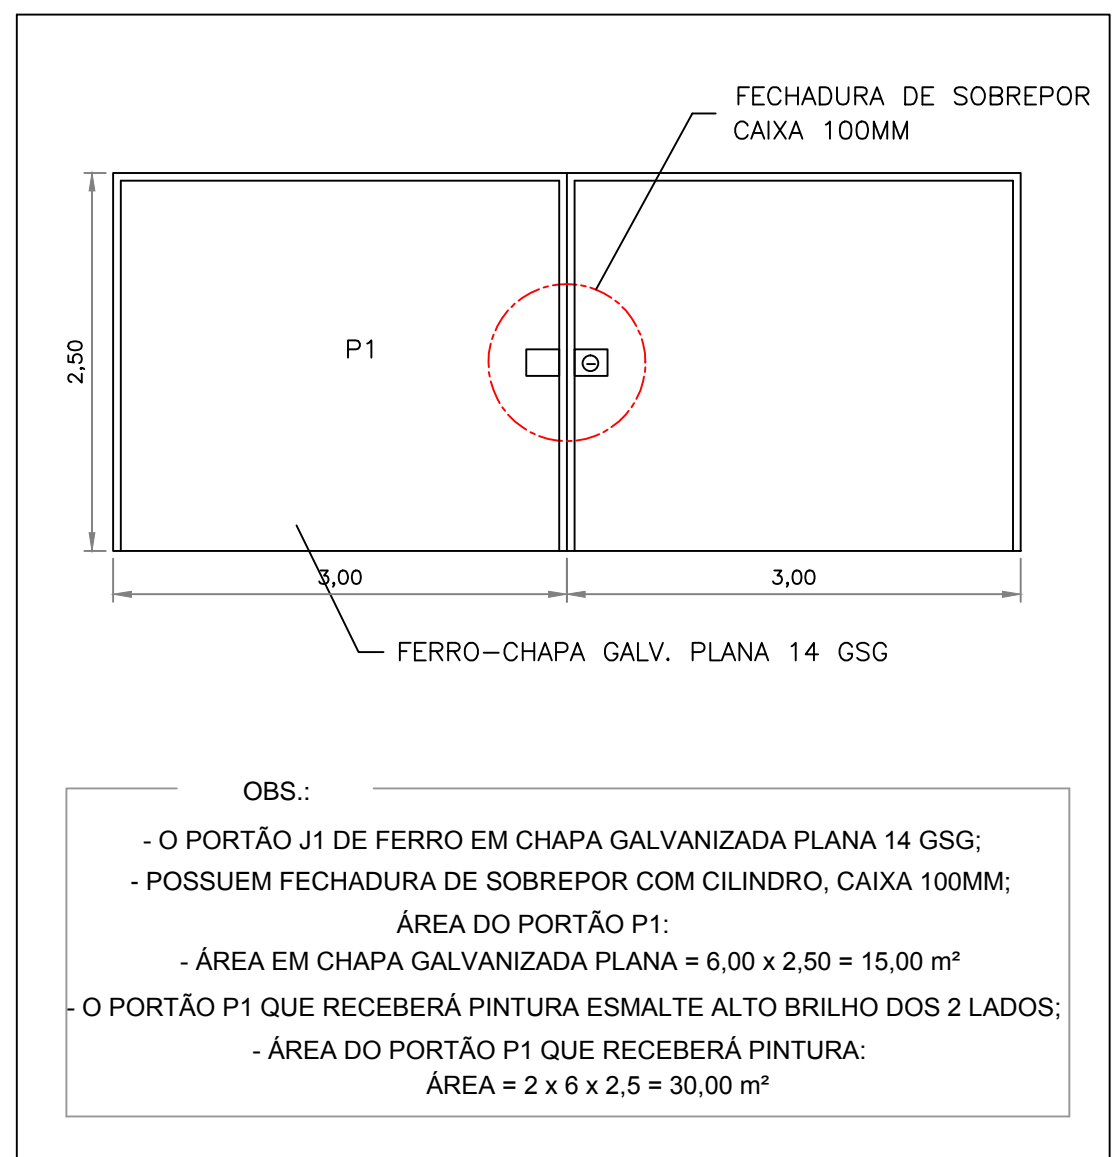 FECHADURA DE SOBREPOR
CAIXA 100MM
P1
2,50
3,00
3,00
FERRO-CHAPA GALV. PLANA 14 GSG
OBS.:
- O PORTÃO J1 DE FERRO EM CHAPA GALVANIZADA PLANA 14 GSG;
- POSSUEM FECHADURA DE SOBREPOR COM CILINDRO, CAIXA 100MM;
ÁREA DO PORTÃO P1:
- ÁREA EM CHAPA GALVANIZADA PLANA = 6,00 x 2,50 = 15,00 m²
- O PORTÃO P1 QUE RECEBERÁ PINTURA ESMALTE ALTO BRILHO DOS 2 LADOS;
- ÁREA DO PORTÃO P1 QUE RECEBERÁ PINTURA:
ÁREA = 2 x 6 x 2,5 = 30,00 m²